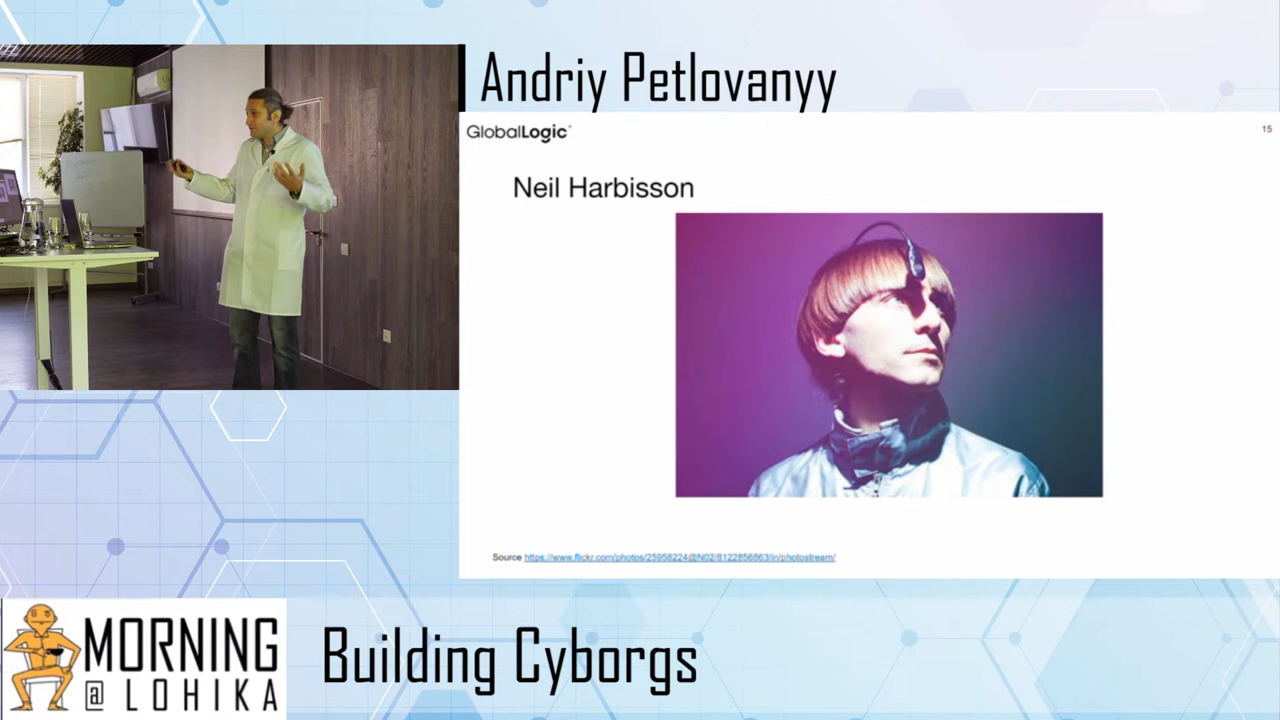 Andriy Petlovanyy
GlobalLogic
15
Neil Harbisson
Source https://www.flickr.com/photos/25958224@N02/8122856863/in/photostream/
MORNING
@ LOHIKA
Building Cyborgs